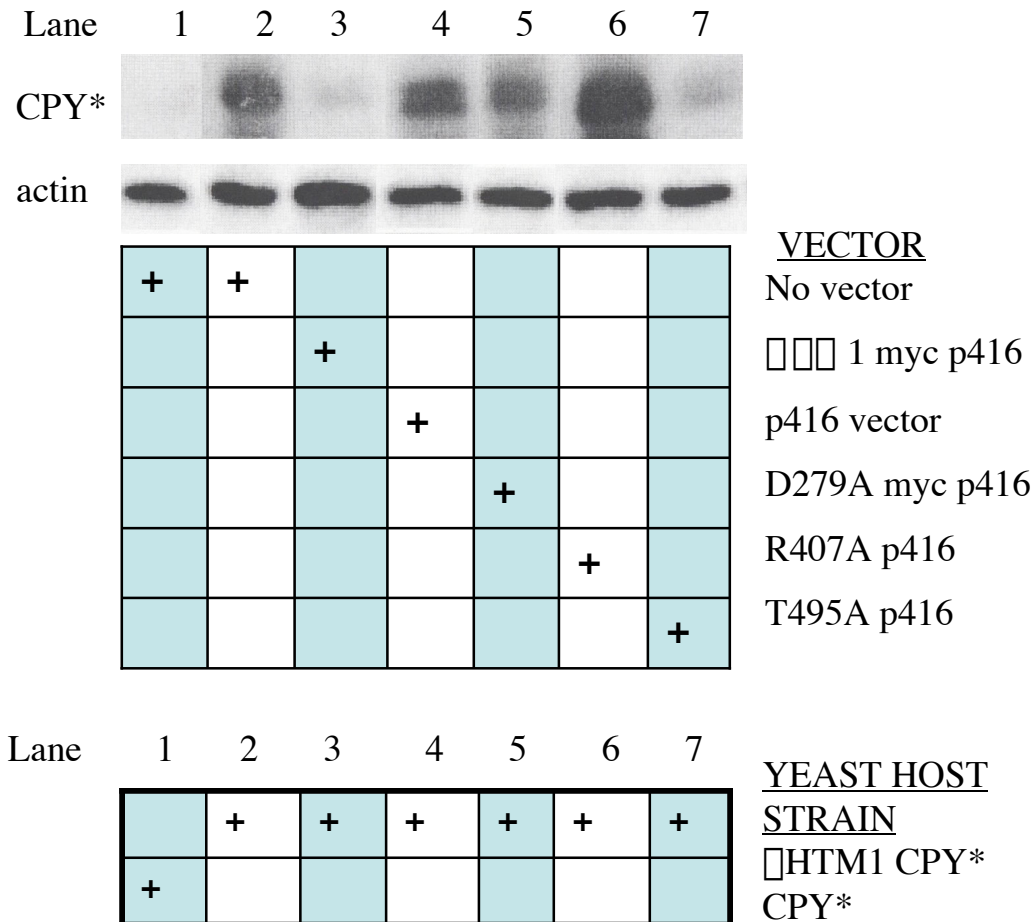 Lane 1 2 3 4 5 6 7
CPY*
actin
VECTOR
+ + No vector
+ □□□ 1 myc p416
+ p416 vector
+ D279A myc p416
+ R407A p416
+ T495A p416
Lane 1 2 3 4 5 6 7
YEAST HOST
+ + + + + + STRAIN
□HTM1 CPY*
+ CPY*